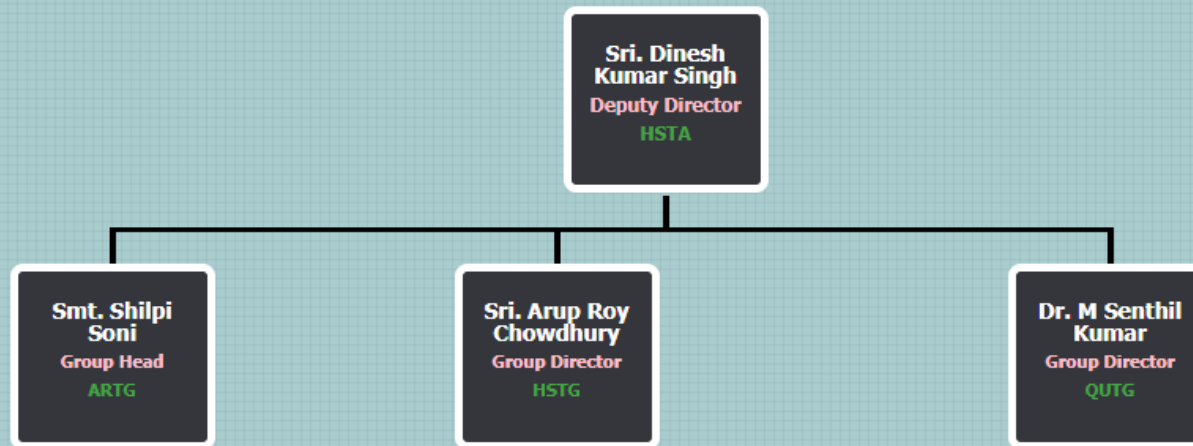 Sri. Dinesh
Kumar Singh
Deputy Director
HSTA
Smt. Shilpi
Soni
Group Head
ARTG
Sri. Arup Roy
Chowdhury
Group Director
HSTG
Dr. M Senthil
Kumar
Group Director
QUTG